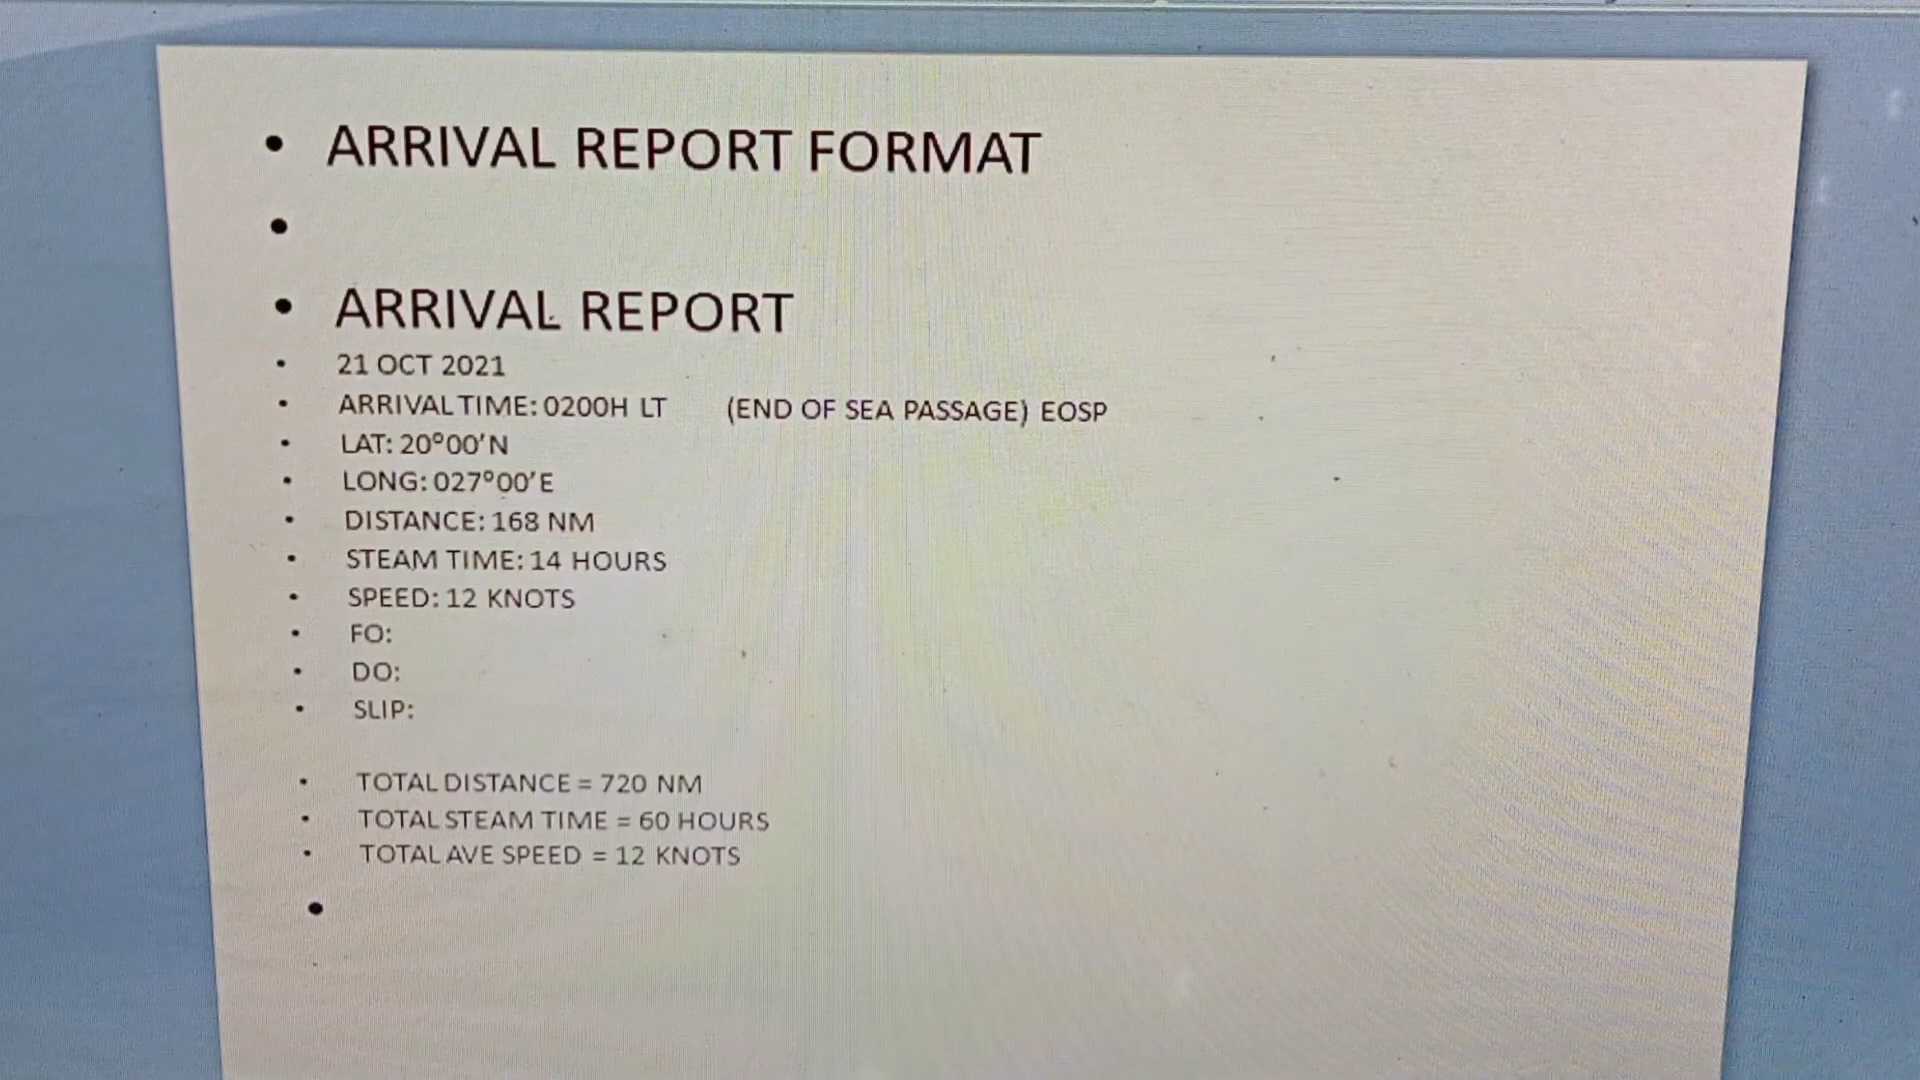 ARRIVAL REPORT FORMAT
ARRIVAL REPORT
21 OCT 2021
ARRIVAL TIME: 0200H LT (END OF SEA PASSAGE) EOSP
LAT: 20°00'N
LONG: 027°00'E
DISTANCE: 168 NM
STEAM TIME: 14 HOURS
SPEED: 12 KNOTS
FO:
DO:
SLIP:
TOTAL DISTANCE = 720 NM
TOTAL STEAM TIME = 60 HOURS
TOTAL AVE SPEED = 12 KNOTS